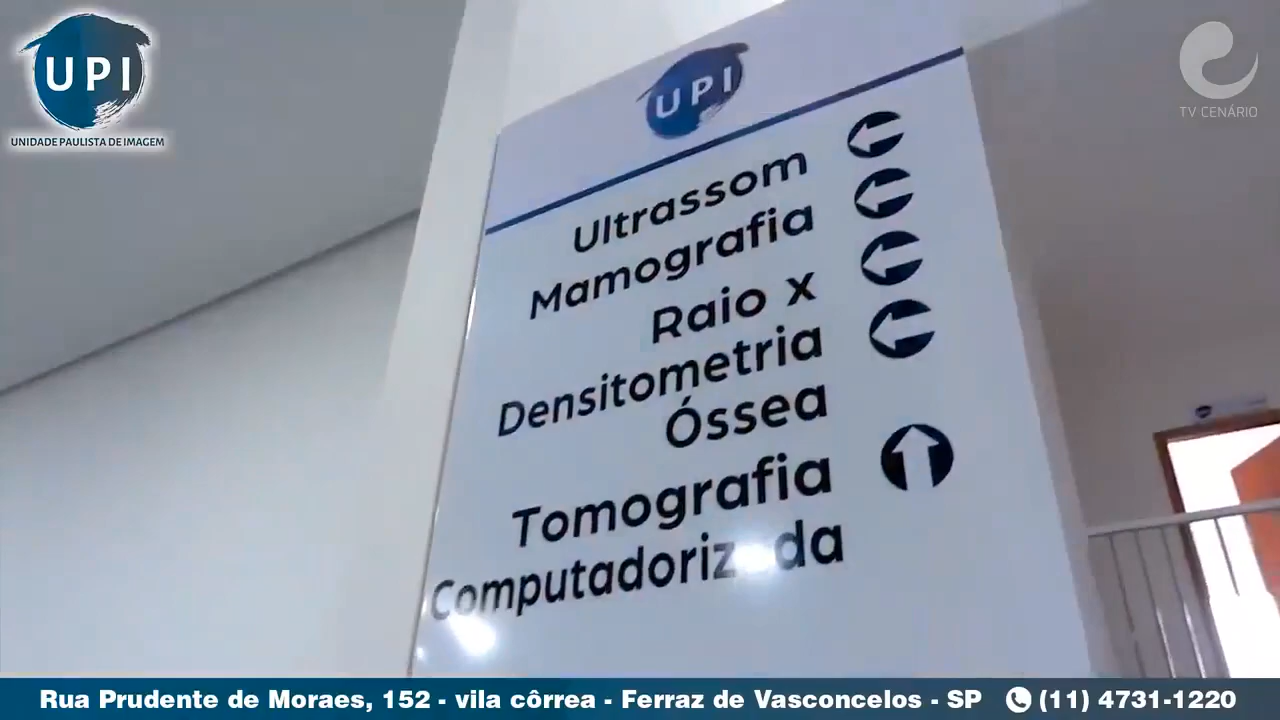 UPI
UNIDADE PAULISTA DE IMAGEM
TV CENÁRIO
UPI
Ultrassom
Mamografia
Raio x
Densitometria
Óssea
Tomografia
Computadorizada
Rua Prudente de Moraes, 152 - vila côrrea - Ferraz de Vasconcelos - SP (11) 4731-1220